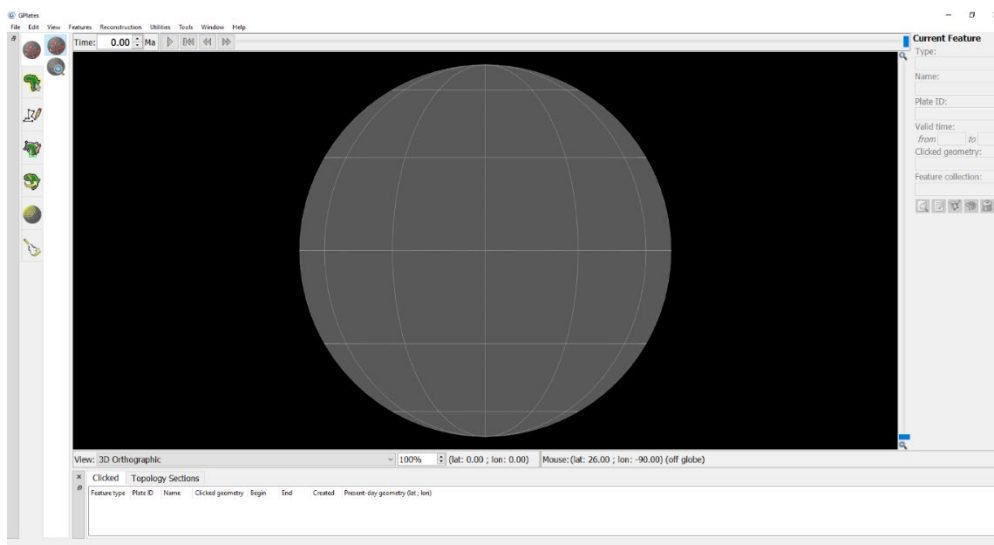 GPlates
File Edit View Features Reconstruction Utilities Tools Window Help
Time: 0.00 Ma
Current Feature
Type:
Name:
Plate ID:
Valid time:
from to
Clicked geometry:
Feature collection:
View: 3D Orthographic 100% (lat: 0.00 ; lon: 0.00) Mouse: (lat: 26.00 ; lon: -90.00) (off globe)
Clicked Topology Sections
Feature type Plate ID Name Clicked geometry Begin End Created Present-day geometry (lat ; lon)